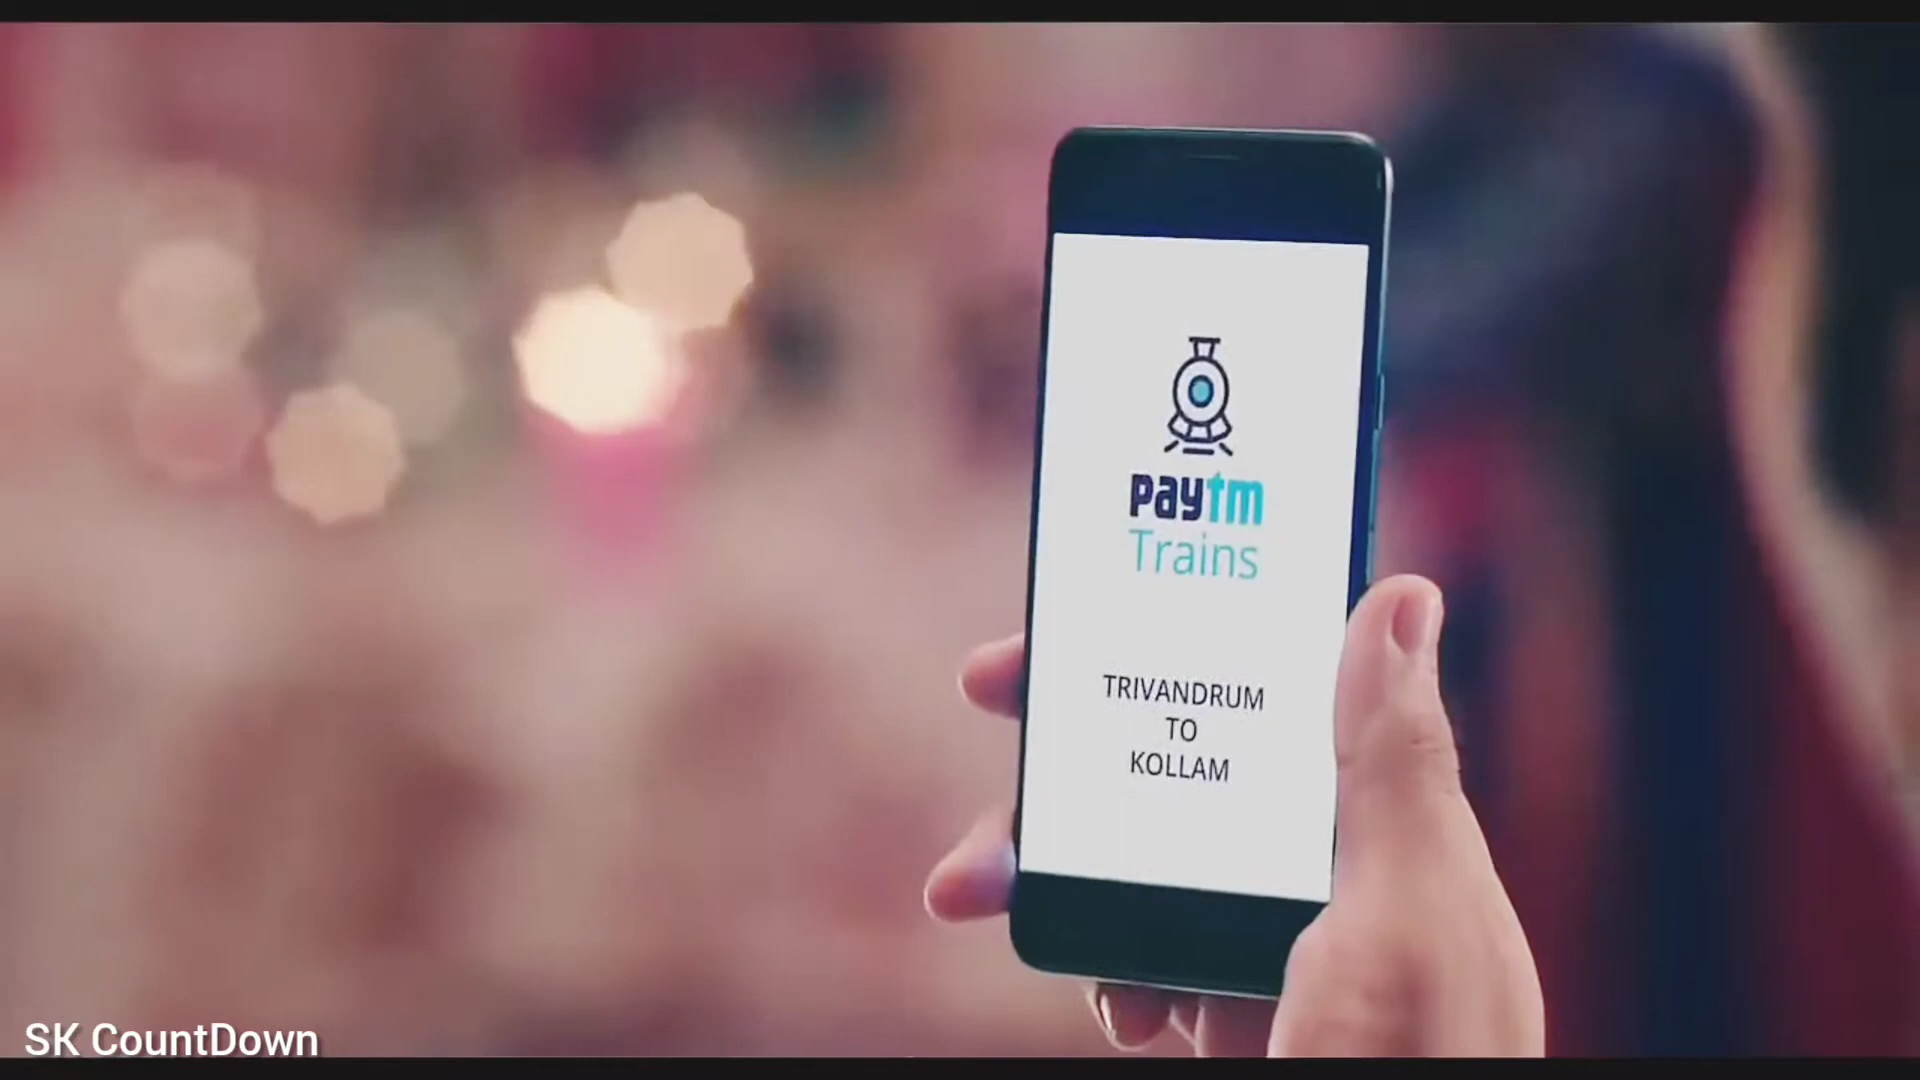 paytm
Trains
TRIVANDRUM
TO
KOLLAM
SK CountDown